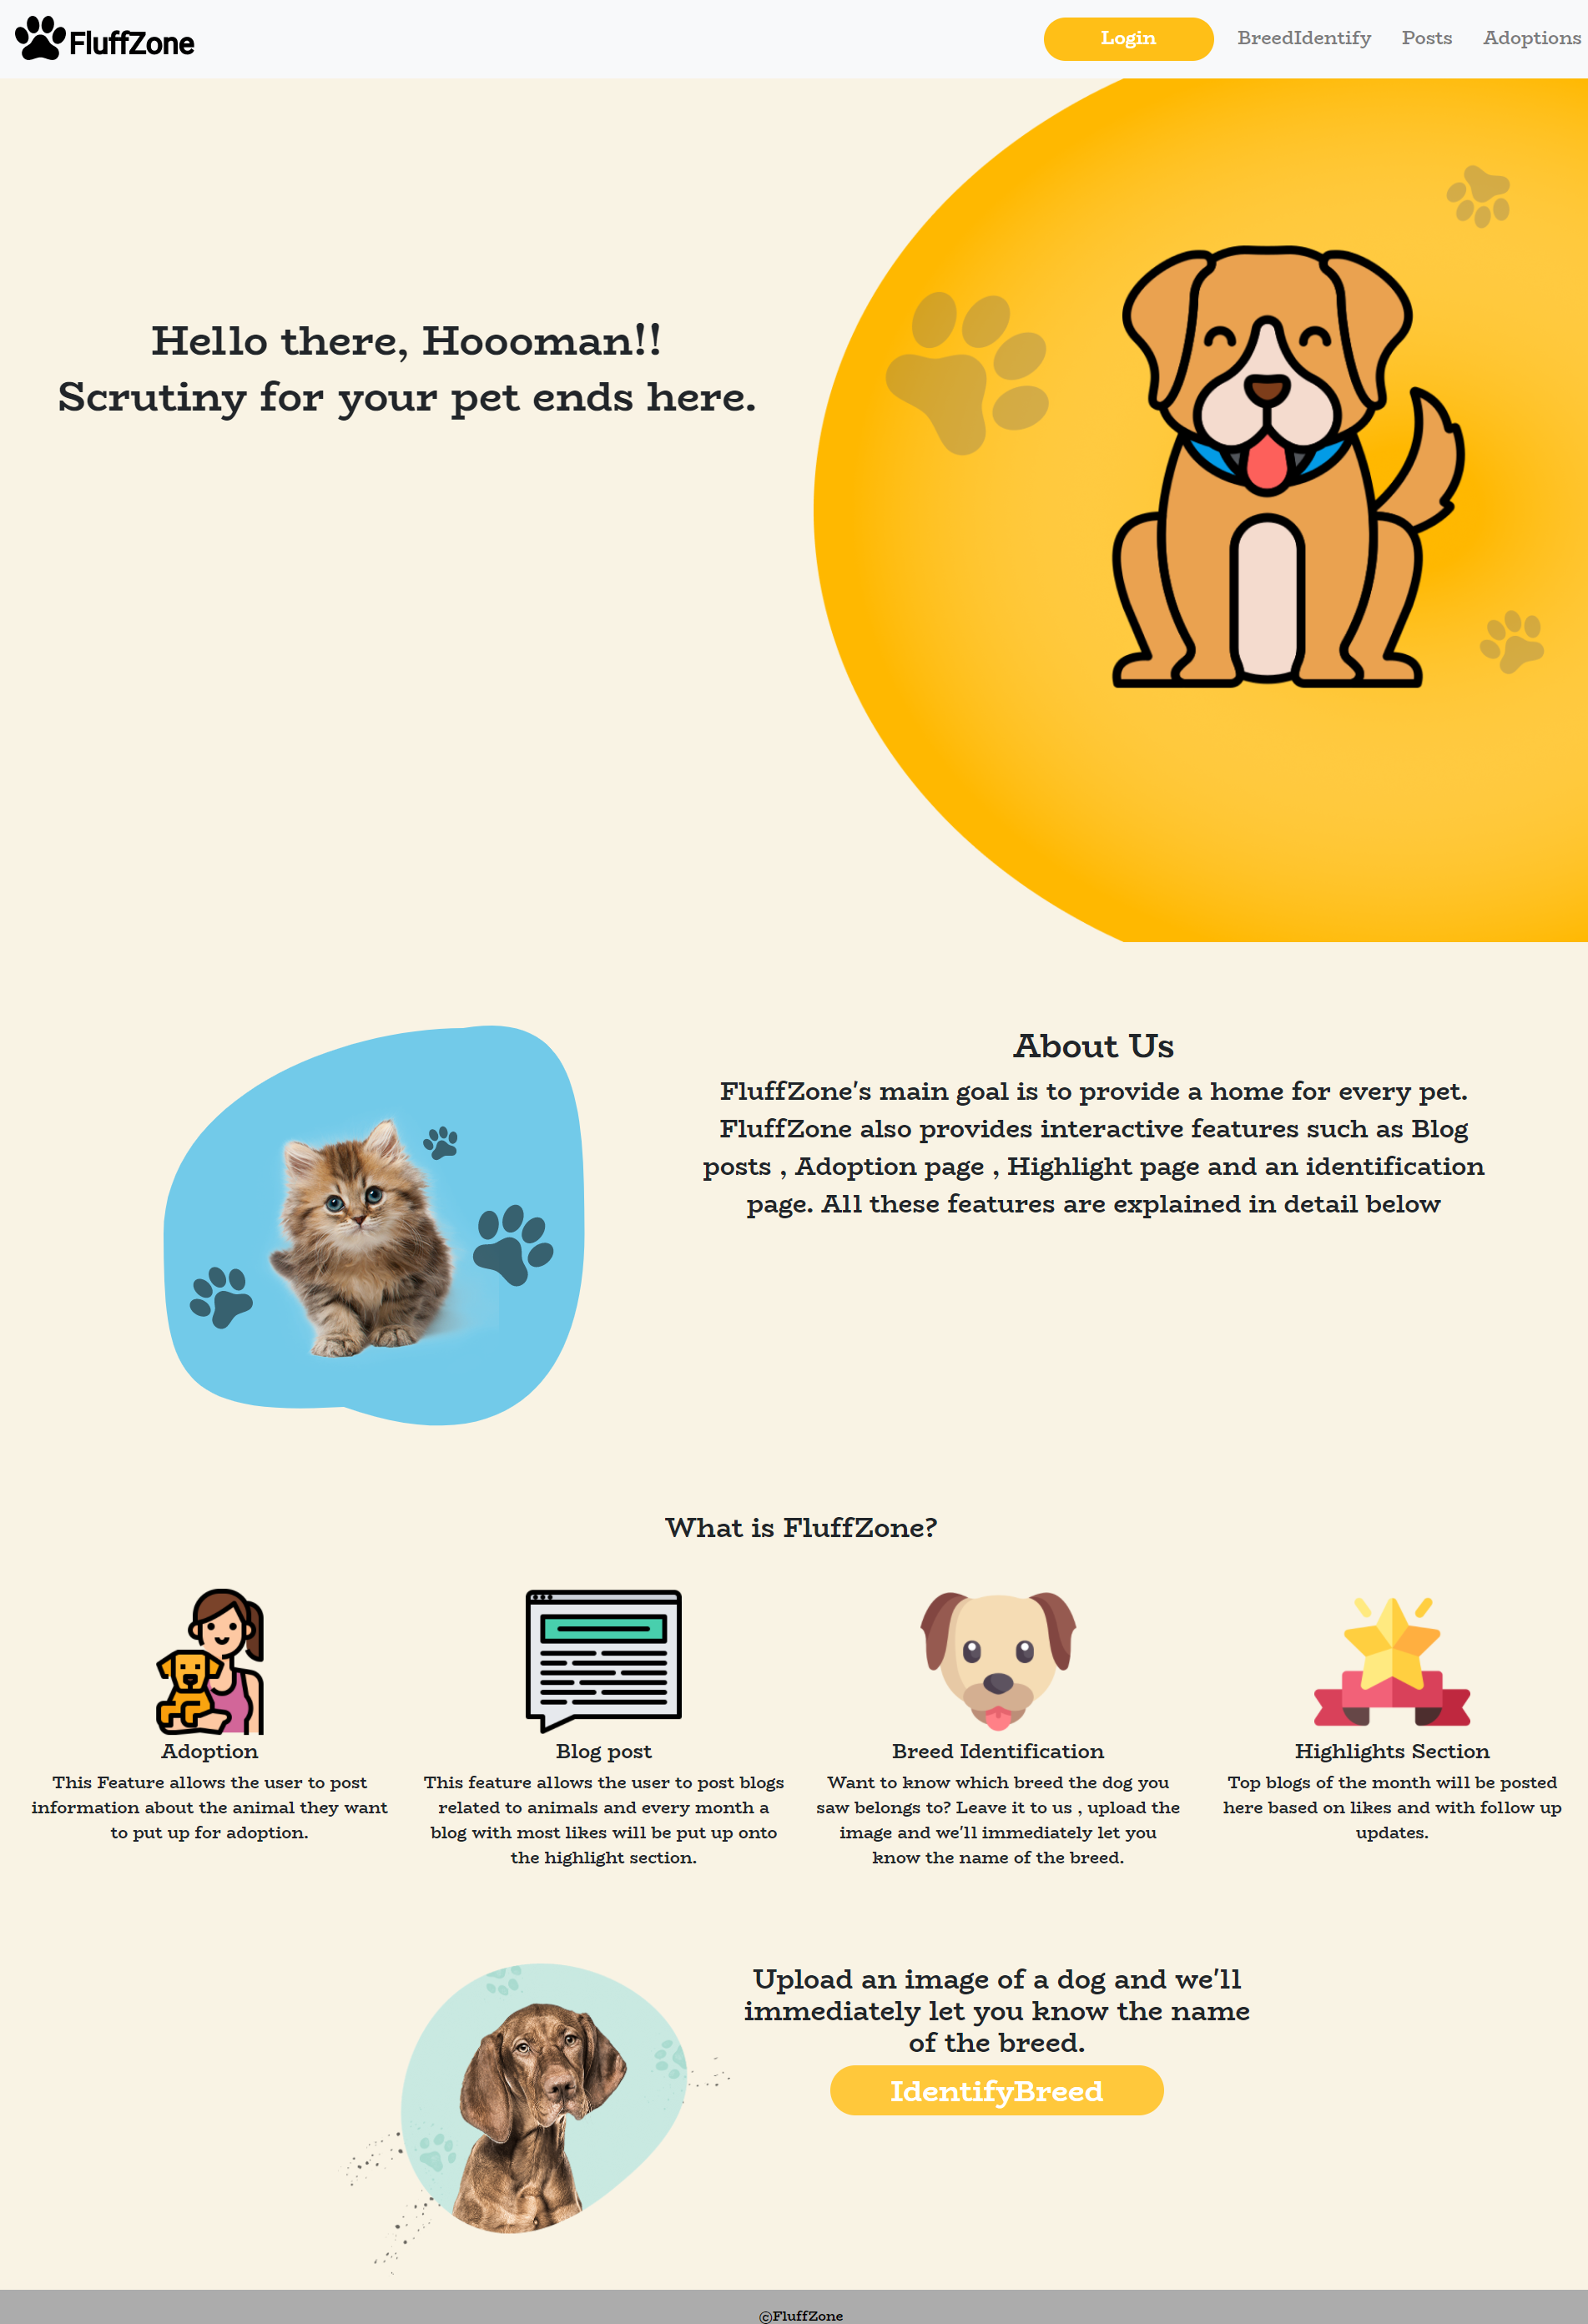 FluffZone
Login
BreedIdentify
Posts
Adoptions
Hello there, Hoooman!!
Scrutiny for your pet ends here.
About Us
FluffZone's main goal is to provide a home for every pet.
FluffZone also provides interactive features such as Blog
posts , Adoption page , Highlight page and an identification
page. All these features are explained in detail below
What is FluffZone?
Adoption
This Feature allows the user to post
information about the animal they want
to put up for adoption.
Blog post
This feature allows the user to post blogs
related to animals and every month a
blog with most likes will be put up onto
the highlight section.
Breed Identification
Want to know which breed the dog you
saw belongs to? Leave it to us , upload the
image and we'll immediately let you
know the name of the breed.
Highlights Section
Top blogs of the month will be posted
here based on likes and with follow up
updates.
Upload an image of a dog and we'll
immediately let you know the name
of the breed.
IdentifyBreed
©FluffZone